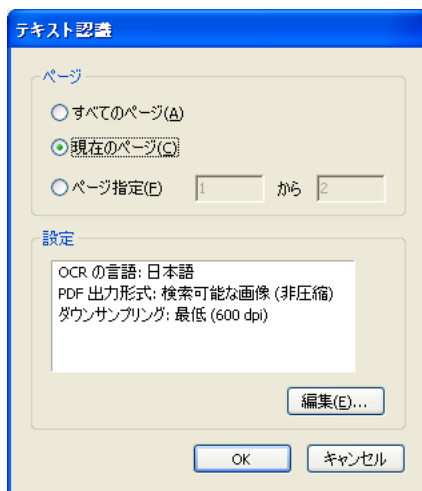 テキスト認識
ページ
すべてのページ(A)
現在のページ(C)
ページ指定(F) 1 から 2
設定
OCR の言語: 日本語
PDF 出力形式: 検索可能な画像 (非圧縮)
ダウンサンプリング: 最低 (600 dpi)
編集(E)...
OK キャンセル